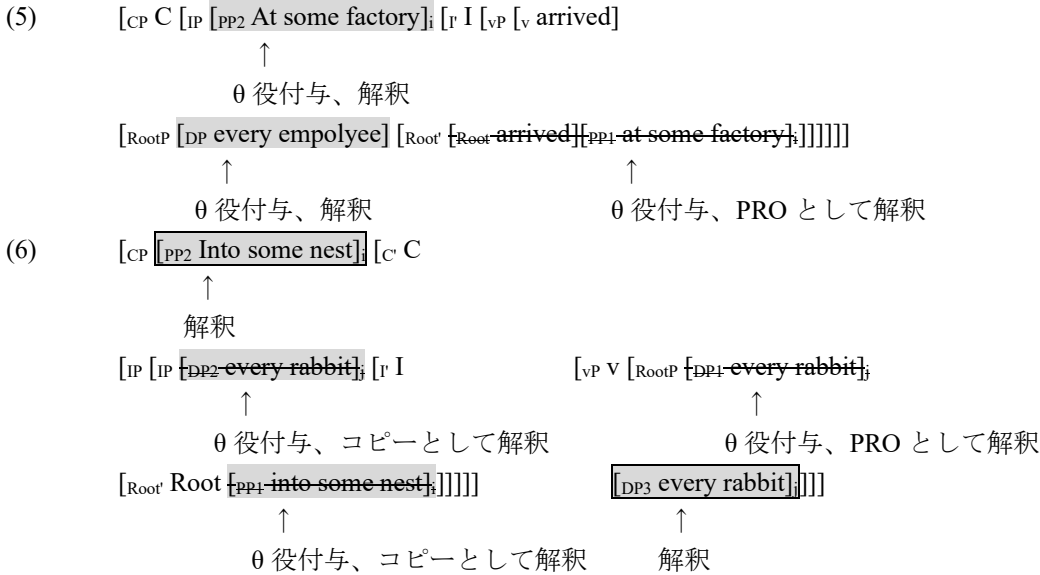 (5) [CP C [IP [PP2 At some factory]i [I' I [vP [v arrived]
↑
θ 役付与、解釈
[RootP [DP every empolyee] [Root' [Root arrived][PP1 at some factory]i]]]]]]
↑ ↑
θ 役付与、解釈 θ 役付与、PRO として解釈
(6) [CP [PP2 Into some nest]i [C' C
↑
解釈
[IP [IP [DP2 every rabbit]j [I' I [vP v [RootP [DP1 every rabbit]j
↑ ↑
θ 役付与、コピーとして解釈 θ 役付与、PRO として解釈
[Root' Root [PP1 into some nest]i]]]]] [DP3 every rabbit]j]]]
↑ ↑
θ 役付与、コピーとして解釈 解釈